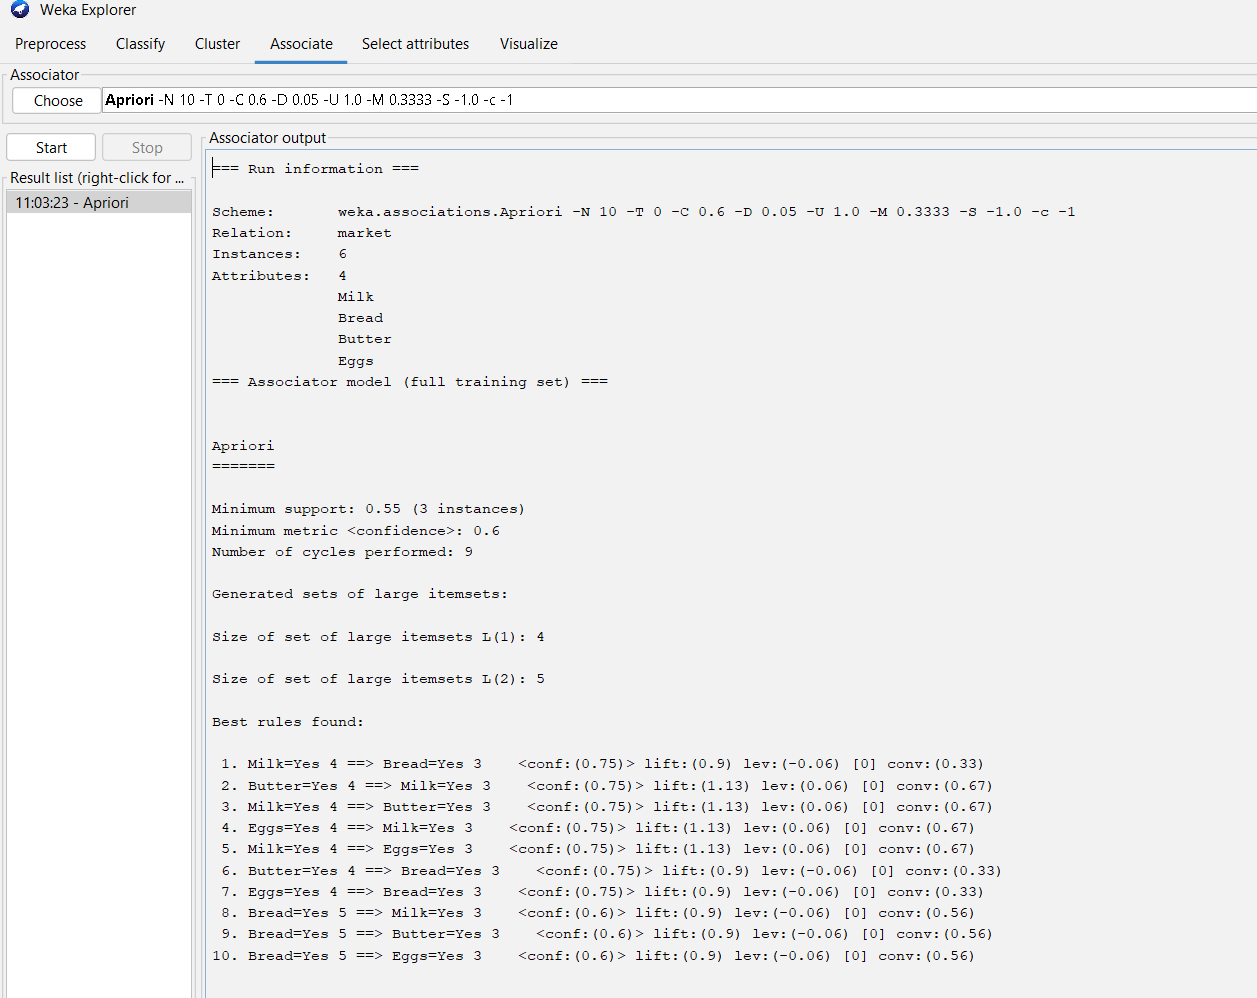 Weka Explorer
Preprocess Classify Cluster Associate Select attributes Visualize
Associator
Choose Apriori -N 10 -T 0 -C 0.6 -D 0.05 -U 1.0 -M 0.3333 -S -1.0 -c -1
Start Stop
Result list (right-click for ...
11:03:23 - Apriori
Associator output
=== Run information ===
Scheme: weka.associations.Apriori -N 10 -T 0 -C 0.6 -D 0.05 -U 1.0 -M 0.3333 -S -1.0 -c -1
Relation: market
Instances: 6
Attributes: 4
Milk
Bread
Butter
Eggs
=== Associator model (full training set) ===
Apriori
=======
Minimum support: 0.55 (3 instances)
Minimum metric <confidence>: 0.6
Number of cycles performed: 9
Generated sets of large itemsets:
Size of set of large itemsets L(1): 4
Size of set of large itemsets L(2): 5
Best rules found:
1. Milk=Yes 4 ==> Bread=Yes 3 <conf:(0.75)> lift:(0.9) lev:(-0.06) [0] conv:(0.33)
2. Butter=Yes 4 ==> Milk=Yes 3 <conf:(0.75)> lift:(1.13) lev:(0.06) [0] conv:(0.67)
3. Milk=Yes 4 ==> Butter=Yes 3 <conf:(0.75)> lift:(1.13) lev:(0.06) [0] conv:(0.67)
4. Eggs=Yes 4 ==> Milk=Yes 3 <conf:(0.75)> lift:(1.13) lev:(0.06) [0] conv:(0.67)
5. Milk=Yes 4 ==> Eggs=Yes 3 <conf:(0.75)> lift:(1.13) lev:(0.06) [0] conv:(0.67)
6. Butter=Yes 4 ==> Bread=Yes 3 <conf:(0.75)> lift:(0.9) lev:(-0.06) [0] conv:(0.33)
7. Eggs=Yes 4 ==> Bread=Yes 3 <conf:(0.75)> lift:(0.9) lev:(-0.06) [0] conv:(0.33)
8. Bread=Yes 5 ==> Milk=Yes 3 <conf:(0.6)> lift:(0.9) lev:(-0.06) [0] conv:(0.56)
9. Bread=Yes 5 ==> Butter=Yes 3 <conf:(0.6)> lift:(0.9) lev:(-0.06) [0] conv:(0.56)
10. Bread=Yes 5 ==> Eggs=Yes 3 <conf:(0.6)> lift:(0.9) lev:(-0.06) [0] conv:(0.56)